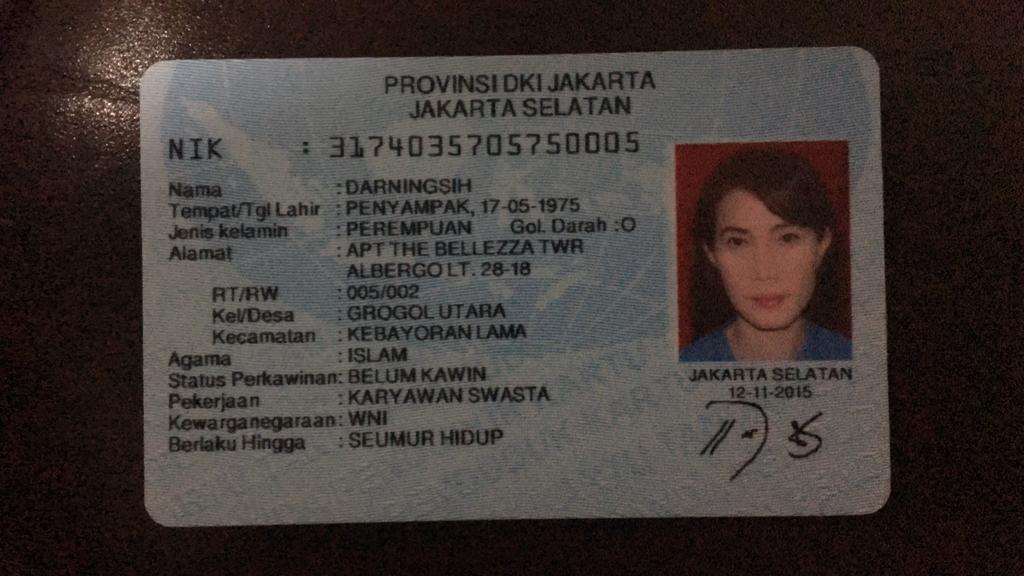 PROVINSI DKI JAKARTA
JAKARTA SELATAN
NIK : 3174035705750005
Nama : DARNINGSIH
Tempat/Tgl Lahir : PENYAMPAK, 17-05-1975
Jenis kelamin : PEREMPUAN Gol. Darah : O
Alamat : APT THE BELLEZZA TWR
ALBERGO LT. 28-18
RT/RW : 005/002
Kel/Desa : GROGOL UTARA
Kecamatan : KEBAYORAN LAMA
Agama : ISLAM
Status Perkawinan: BELUM KAWIN
Pekerjaan : KARYAWAN SWASTA
Kewarganegaraan: WNI
Berlaku Hingga : SEUMUR HIDUP
JAKARTA SELATAN
12-11-2015